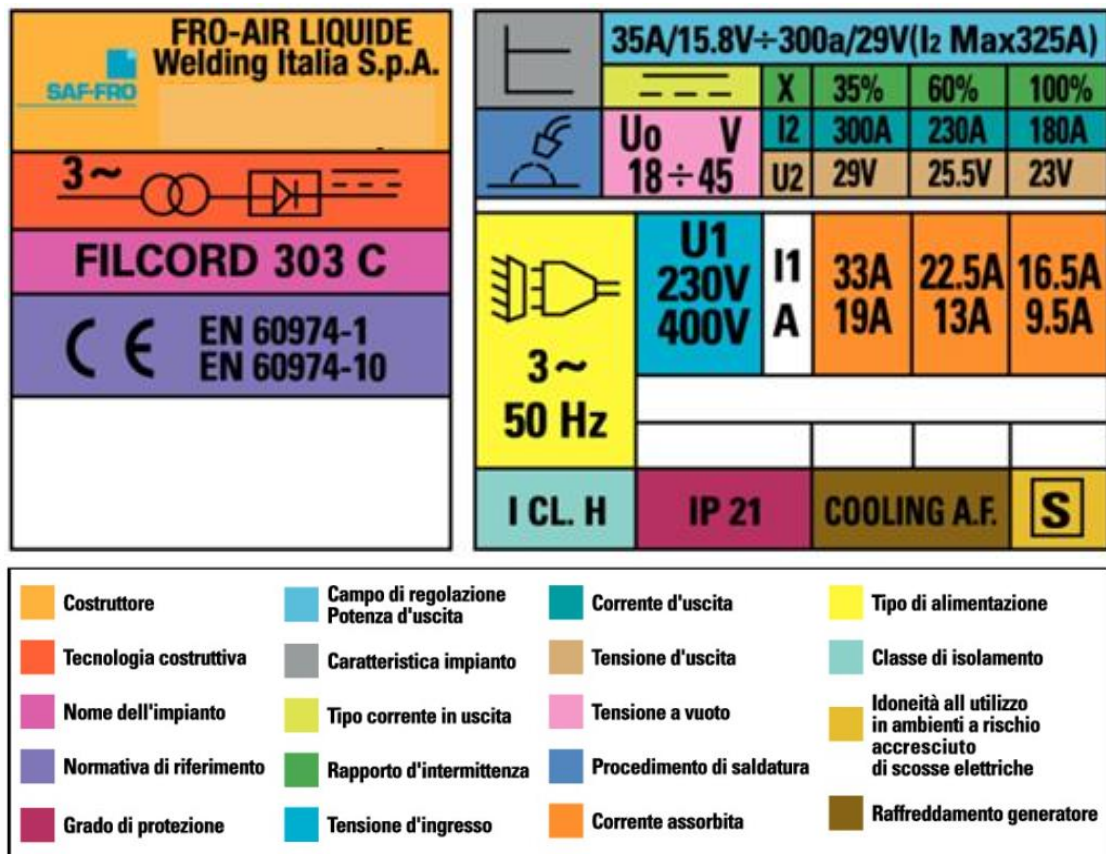 FRO-AIR LIQUIDE
Welding Italia S.p.A.
SAF-FRO
3~
FILCORD 303 C
CE EN 60974-1
EN 60974-10
35A/15.8V÷300a/29V(I₂ Max325A)
X 35% 60% 100%
Uo V
18÷45
I2 300A 230A 180A
U2 29V 25.5V 23V
3~
50 Hz
U1
230V
400V
I1
A
33A 22.5A 16.5A
19A 13A 9.5A
I CL. H IP 21 COOLING A.F. S
Costruttore
Tecnologia costruttiva
Nome dell'impianto
Normativa di riferimento
Grado di protezione
Campo di regolazione
Potenza d'uscita
Caratteristica impianto
Tipo corrente in uscita
Rapporto d'intermittenza
Tensione d'ingresso
Corrente d'uscita
Tensione d'uscita
Tensione a vuoto
Procedimento di saldatura
Corrente assorbita
Tipo di alimentazione
Classe di isolamento
Idoneità all utilizzo
in ambienti a rischio
accresciuto
di scosse elettriche
Raffreddamento generatore